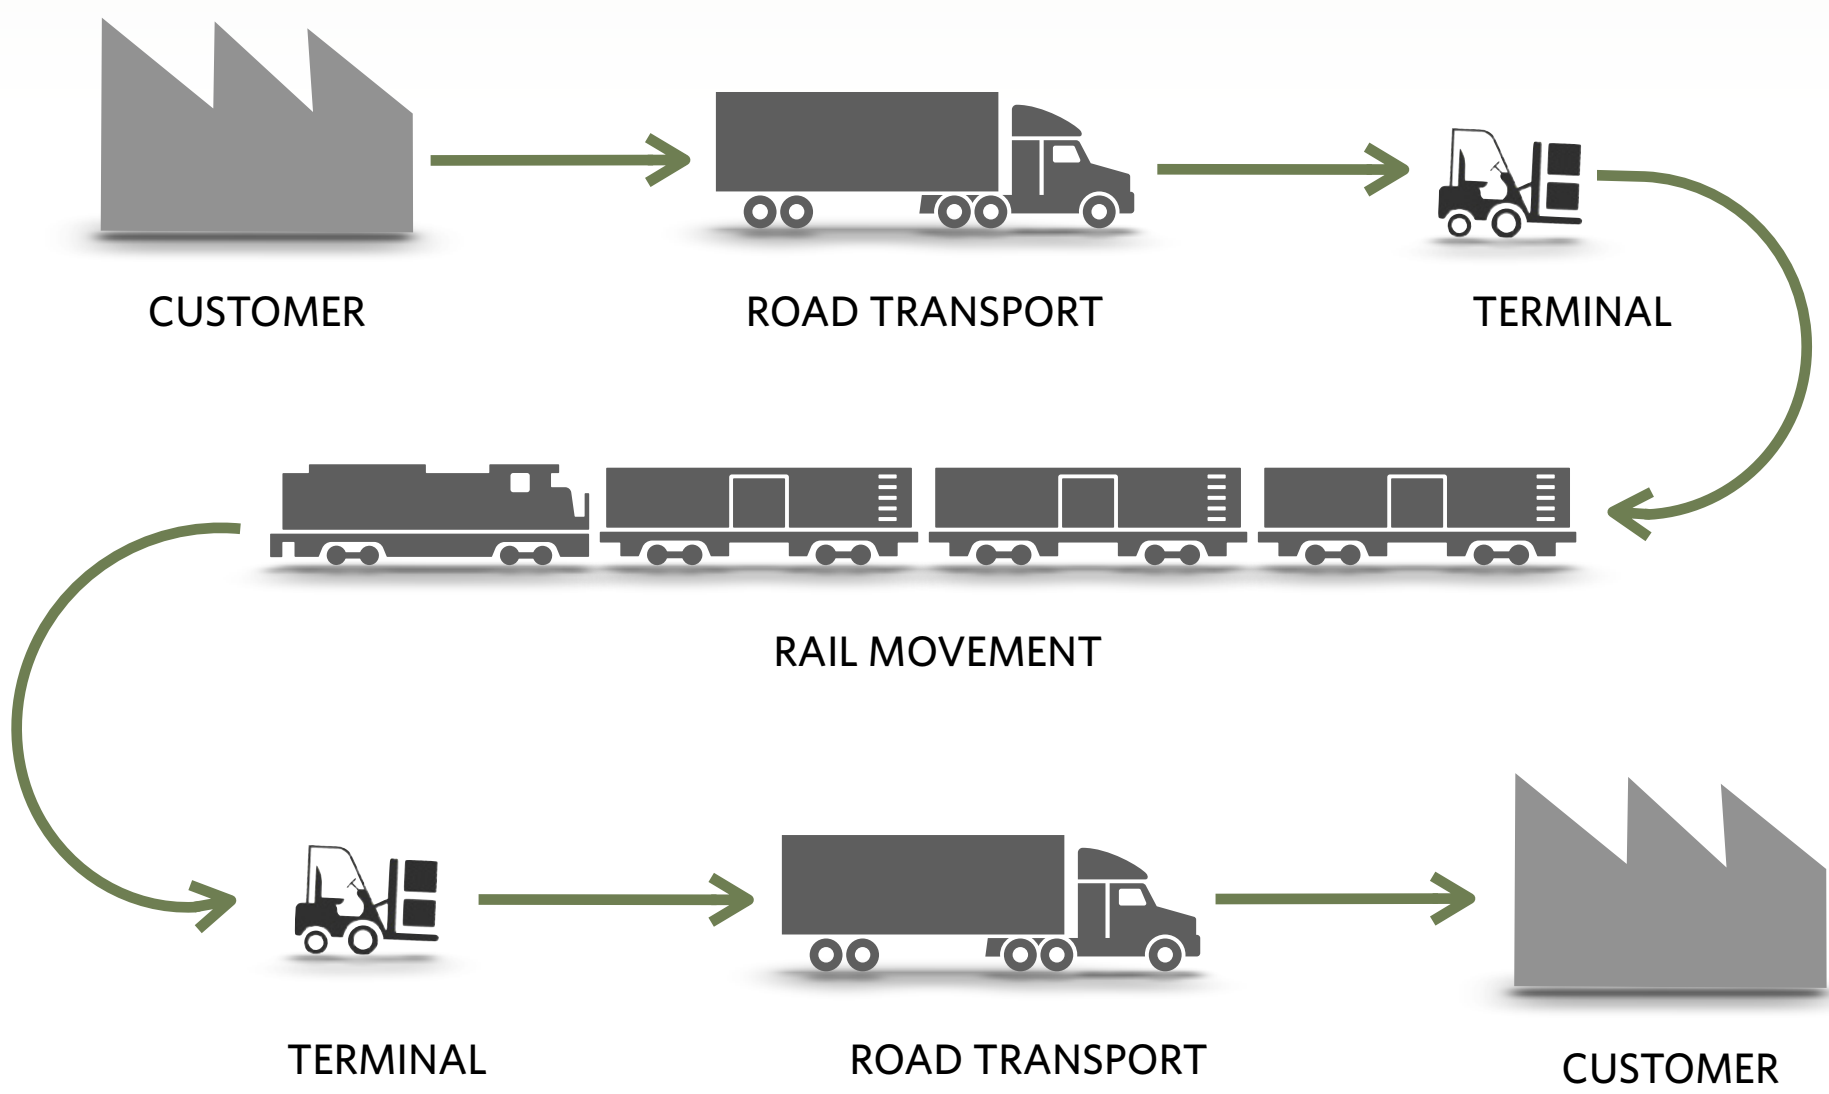 CUSTOMER
ROAD TRANSPORT
TERMINAL
RAIL MOVEMENT
TERMINAL
ROAD TRANSPORT
CUSTOMER